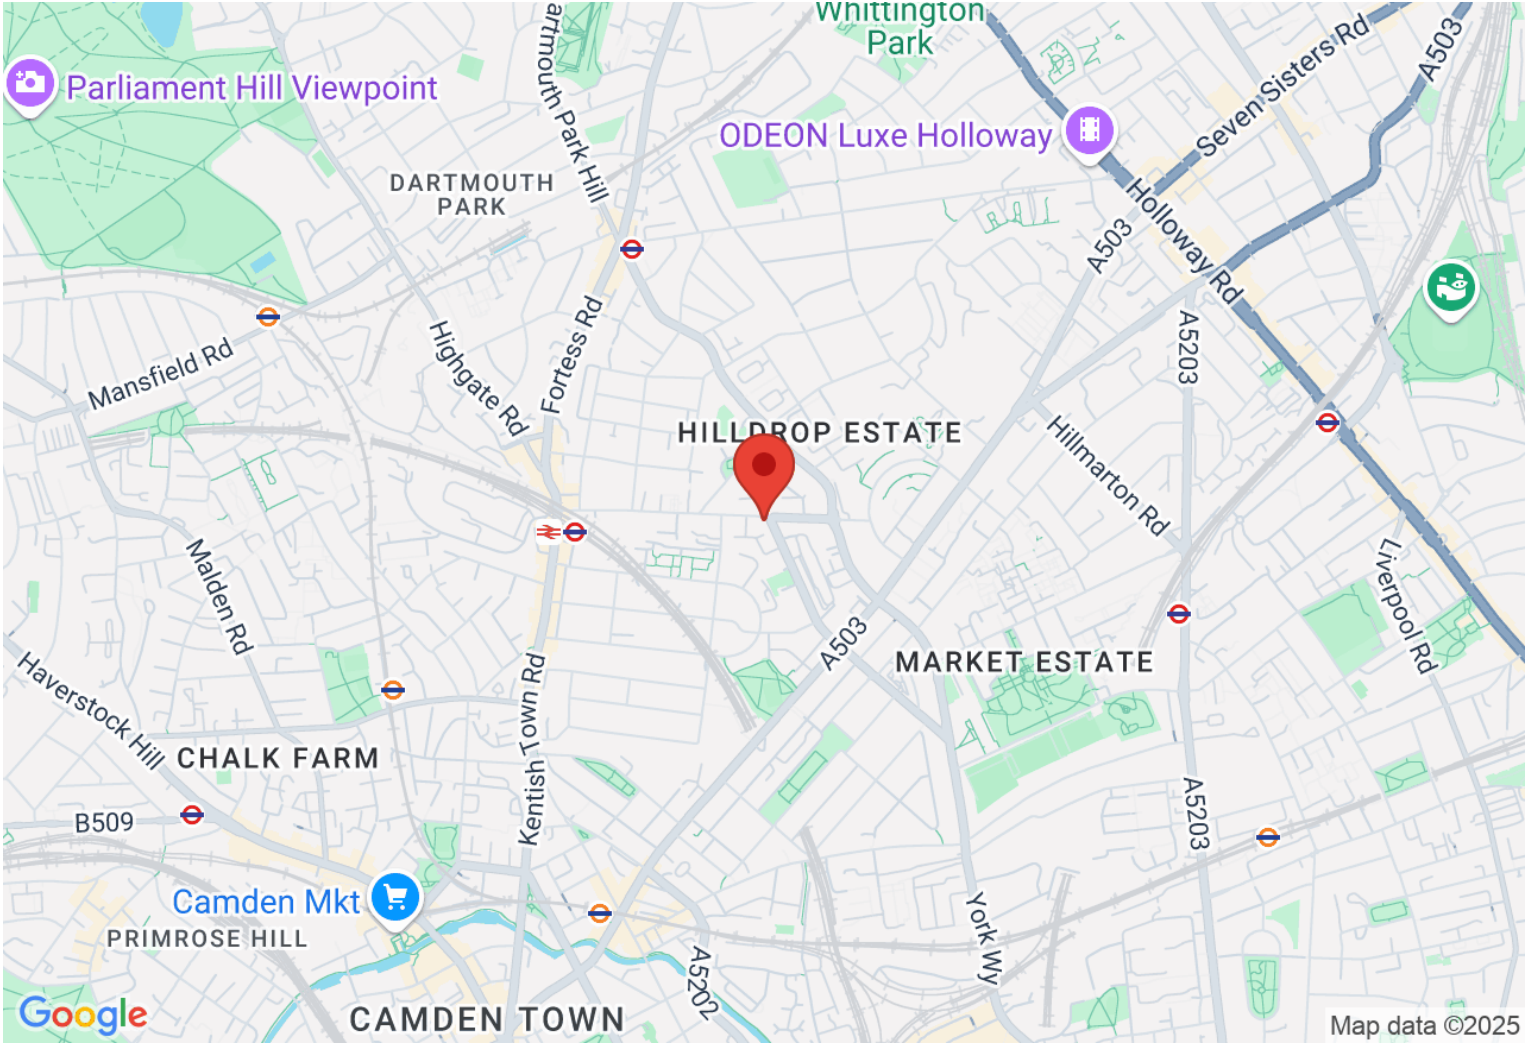 Whittington
Park
Parliament Hill Viewpoint
artmouth Park Hill
ODEON Luxe Holloway
Seven Sisters Rd
A503
DARTMOUTH
PARK
Holloway Rd
A503
Fortess Rd
Highgate Rd
Mansfield Rd
A5203
HILLDROP ESTATE
Hillmarton Rd
Malden Rd
Liverpool Rd
A503
MARKET ESTATE
Haverstock Hill
Kentish Town Rd
CHALK FARM
B509
A5203
Camden Mkt
PRIMROSE HILL
York Wy
A5202
Google
CAMDEN TOWN
Map data ©2025